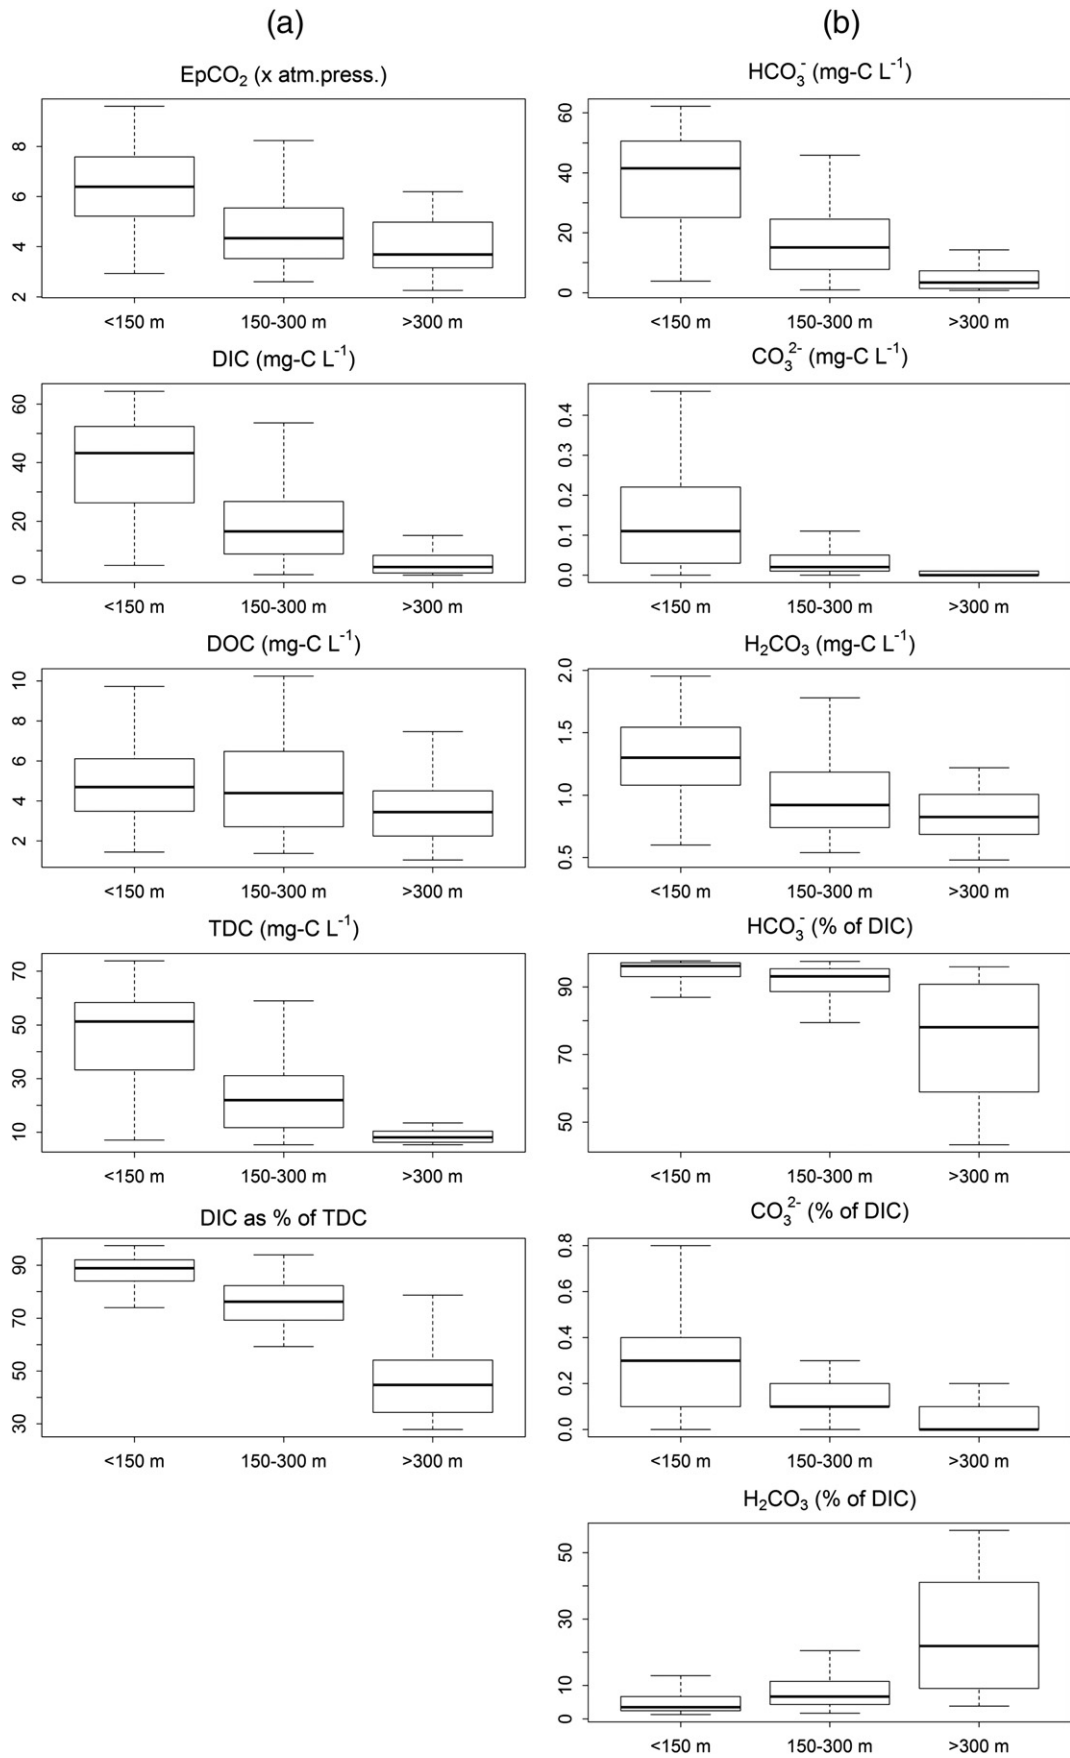 (a)
EpCO₂ (x atm.press.)
8
6
4
2
<150 m 150-300 m >300 m
DIC (mg-C L⁻¹)
60
40
20
0
<150 m 150-300 m >300 m
DOC (mg-C L⁻¹)
10
8
6
4
2
<150 m 150-300 m >300 m
TDC (mg-C L⁻¹)
70
50
30
10
<150 m 150-300 m >300 m
DIC as % of TDC
90
70
50
30
<150 m 150-300 m >300 m
(b)
HCO₃⁻ (mg-C L⁻¹)
60
40
20
0
<150 m 150-300 m >300 m
CO₃²⁻ (mg-C L⁻¹)
0.4
0.3
0.2
0.1
0.0
<150 m 150-300 m >300 m
H₂CO₃ (mg-C L⁻¹)
2.0
1.5
1.0
0.5
<150 m 150-300 m >300 m
HCO₃⁻ (% of DIC)
90
70
50
<150 m 150-300 m >300 m
CO₃²⁻ (% of DIC)
0.8
0.6
0.4
0.2
0.0
<150 m 150-300 m >300 m
H₂CO₃ (% of DIC)
50
30
10
0
<150 m 150-300 m >300 m